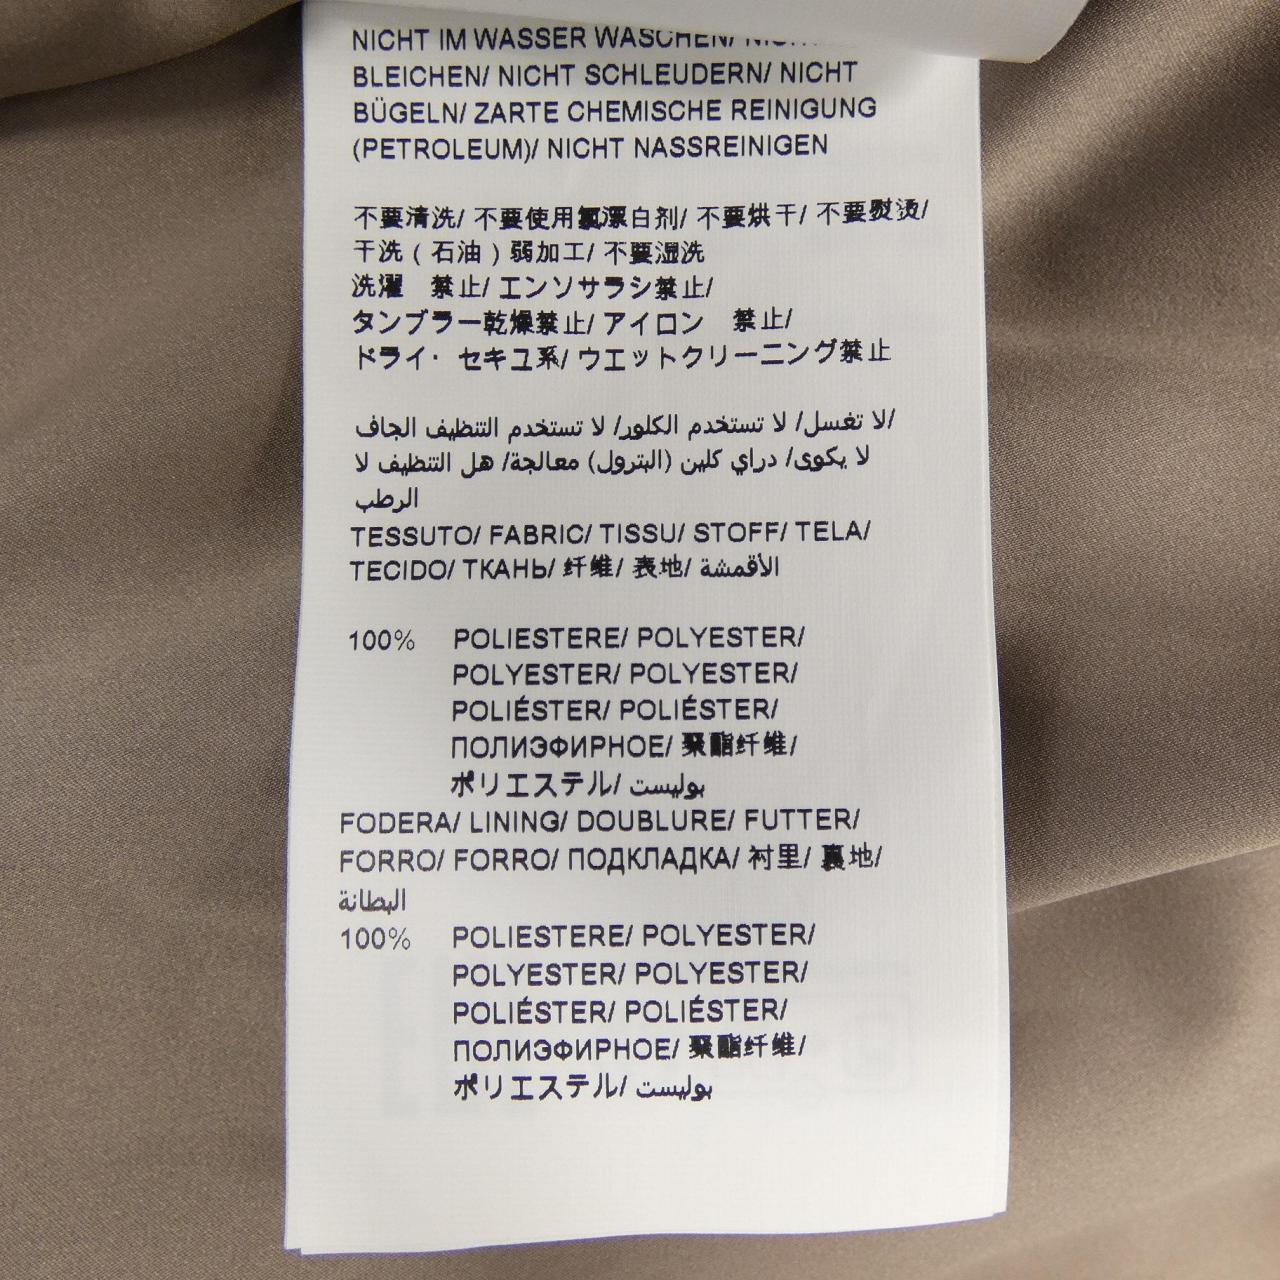 NICHT IM WASSER WASCHEN/
BLEICHEN/ NICHT SCHLEUDERN/ NICHT
BÜGELN/ ZARTE CHEMISCHE REINIGUNG
(PETROLEUM)/ NICHT NASSREINIGEN
不要清洗/ 不要使用氯漂白剂/ 不要烘干/ 不要熨烫/
干洗(石油)弱加工/ 不要湿洗
洗濯 禁止/ エンソサラシ禁止/
タンブラー乾燥禁止/ アイロン 禁止/
ドライ・セキユ系/ ウエットクリーニング禁止
لا تغسل/ لا تستخدم الكلور/ لا تستخدم التنظيف الجاف/
لا يكوى/ دراي كلين (البترول) معالجة/ هل التنظيف لا
الرطب
TESSUTO/ FABRIC/ TISSU/ STOFF/ TELA/
TECIDO/ ТКАНЬ/ 纤维/ 表地/ الأقمشة
100% POLIESTERE/ POLYESTER/
POLYESTER/ POLYESTER/
POLIÉSTER/ POLIÉSTER/
ПОЛИЭФИРНОЕ/ 聚酯纤维/
ポリエステル/ بوليست
FODERA/ LINING/ DOUBLURE/ FUTTER/
FORRO/ FORRO/ ПОДКЛАДКА/ 衬里/ 裏地/
البطانة
100% POLIESTERE/ POLYESTER/
POLYESTER/ POLYESTER/
POLIÉSTER/ POLIÉSTER/
ПОЛИЭФИРНОЕ/ 聚酯纤维/
ポリエステル/ بوليست